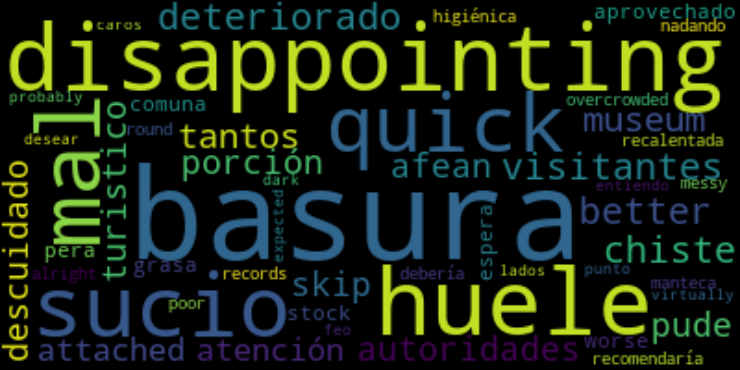 caros
deteriorado
higiénica
aprovechado
nadando
disappointing
probably
comuna
quick
overcrowded
museum
desear
mal
turistico
round
tantos
recalentada
porción
dark
afean
visitantes
entiendo
messy
descuidado
basura
expected
espera
better
pera
chiste
alright
grasa
records
skip
debería
huele
lados
punto
manteca
virtually
sucio
poor
stock
feo
pude
attached
atención
autoridades
worse
recomendaría